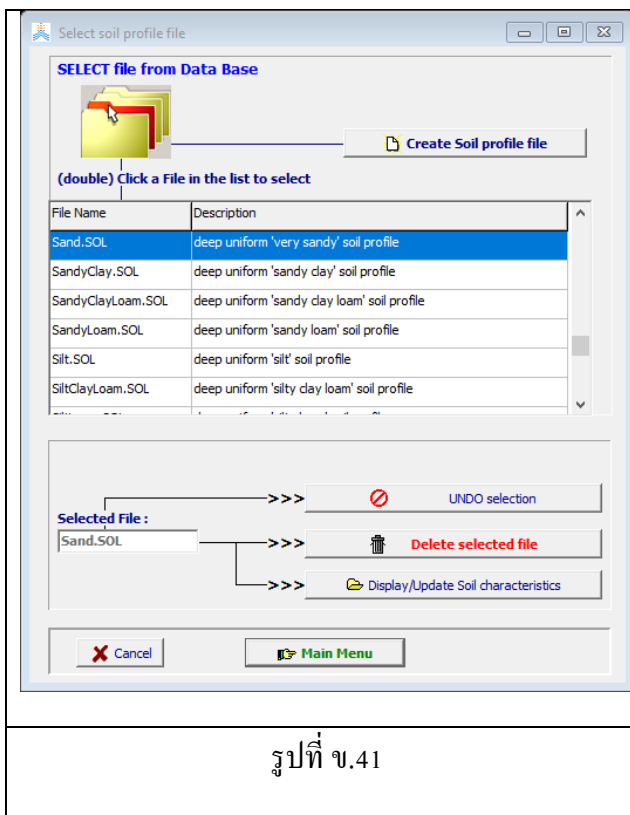 Select soil profile file
SELECT file from Data Base
Create Soil profile file
(double) Click a File in the list to select
File Name Description
Sand.SOL deep uniform 'very sandy' soil profile
SandyClay.SOL deep uniform 'sandy clay' soil profile
SandyClayLoam.SOL deep uniform 'sandy clay loam' soil profile
SandyLoam.SOL deep uniform 'sandy loam' soil profile
Silt.SOL deep uniform 'silt' soil profile
SiltClayLoam.SOL deep uniform 'silty clay loam' soil profile
>>> UNDO selection
Selected File :
Sand.SOL >>> Delete selected file
>>> Display/Update Soil characteristics
Cancel Main Menu
รูปที่ ข.41